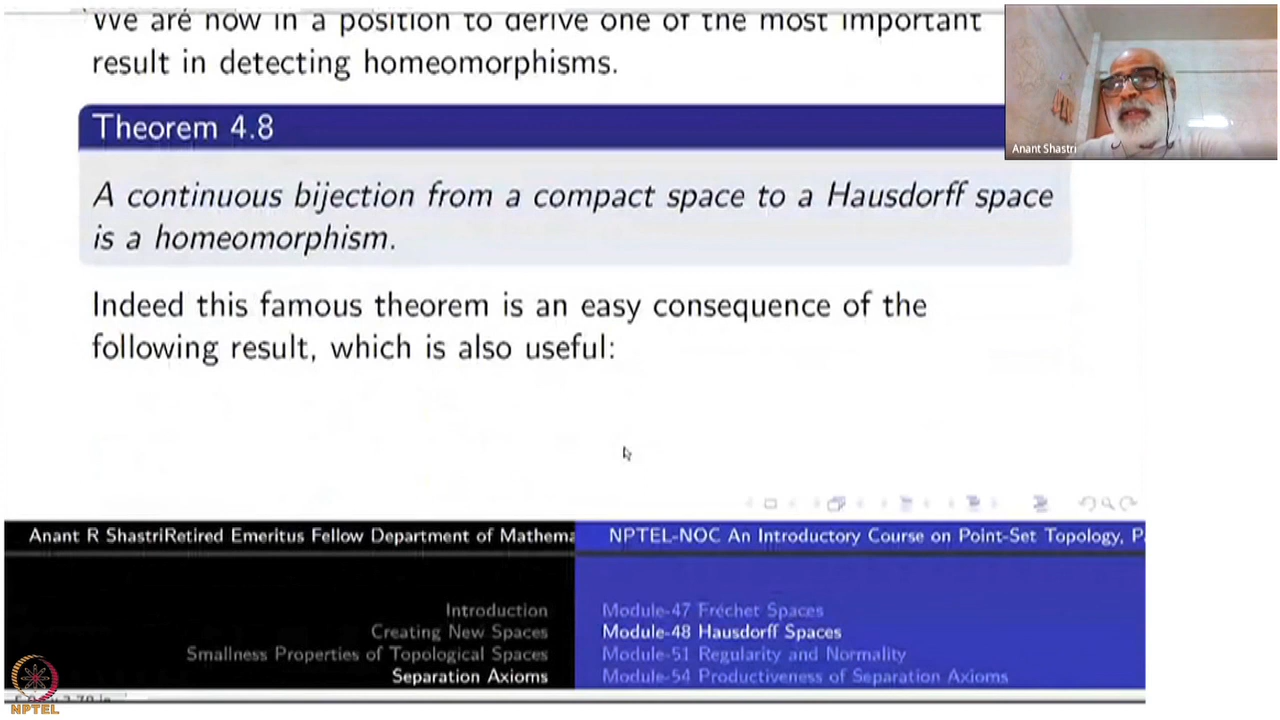 We are now in a position to derive one of the most important
result in detecting homeomorphisms.
Theorem 4.8
A continuous bijection from a compact space to a Hausdorff space
is a homeomorphism.
Indeed this famous theorem is an easy consequence of the
following result, which is also useful:
Anant Shastri
Anant R ShastriRetired Emeritus Fellow Department of Mathema
NPTEL-NOC An Introductory Course on Point-Set Topology, P
Introduction
Creating New Spaces
Smallness Properties of Topological Spaces
Separation Axioms
Module-47 Fréchet Spaces
Module-48 Hausdorff Spaces
Module-51 Regularity and Normality
Module-54 Productiveness of Separation Axioms
NPTEL